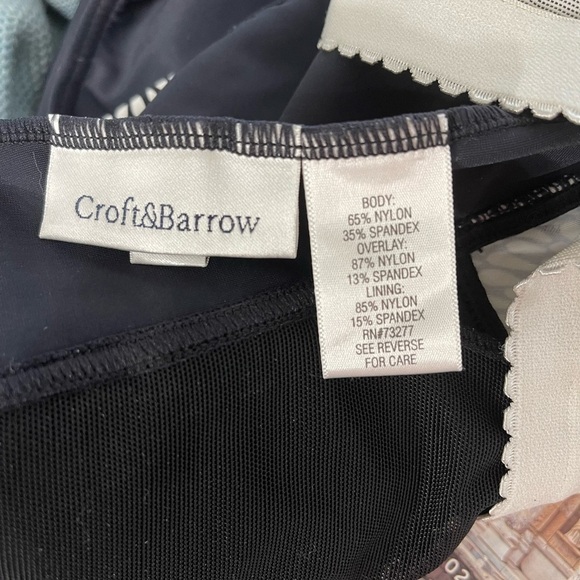 Croft&Barrow
BODY:
65% NYLON
35% SPANDEX
OVERLAY:
87% NYLON
13% SPANDEX
LINING:
85% NYLON
15% SPANDEX
RN#73277
SEE REVERSE
FOR CARE
03